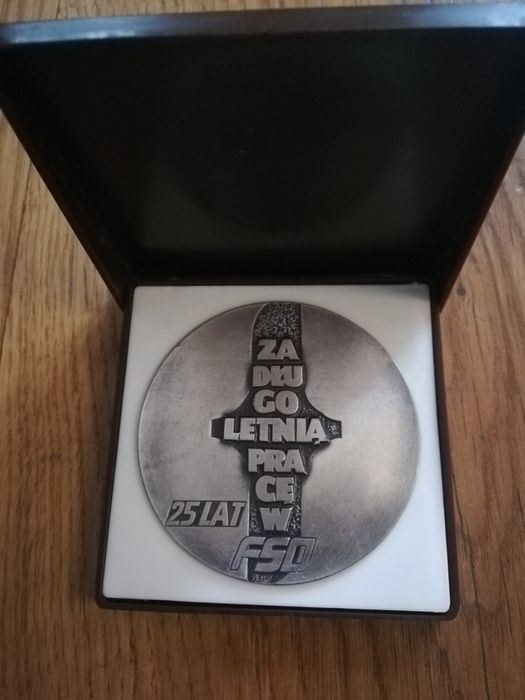 ZA
DŁU
GO
LETNIĄ
PRA
CĘ
W
25 LAT
FSO